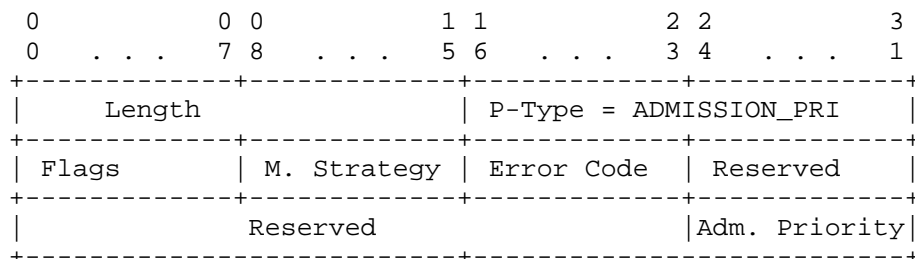 0             0 0             1 1             2 2             3
0   . . .   7 8   . . .   5 6   . . .   3 4   . . .   1
+-------------+-------------+-------------+-------------+
|     Length                | P-Type = ADMISSION_PRI    |
+-------------+-------------+-------------+-------------+
| Flags       | M. Strategy | Error Code  | Reserved    |
+-------------+-------------+-------------+-------------+
|             Reserved                    |Adm. Priority|
+---------------------------+---------------------------+